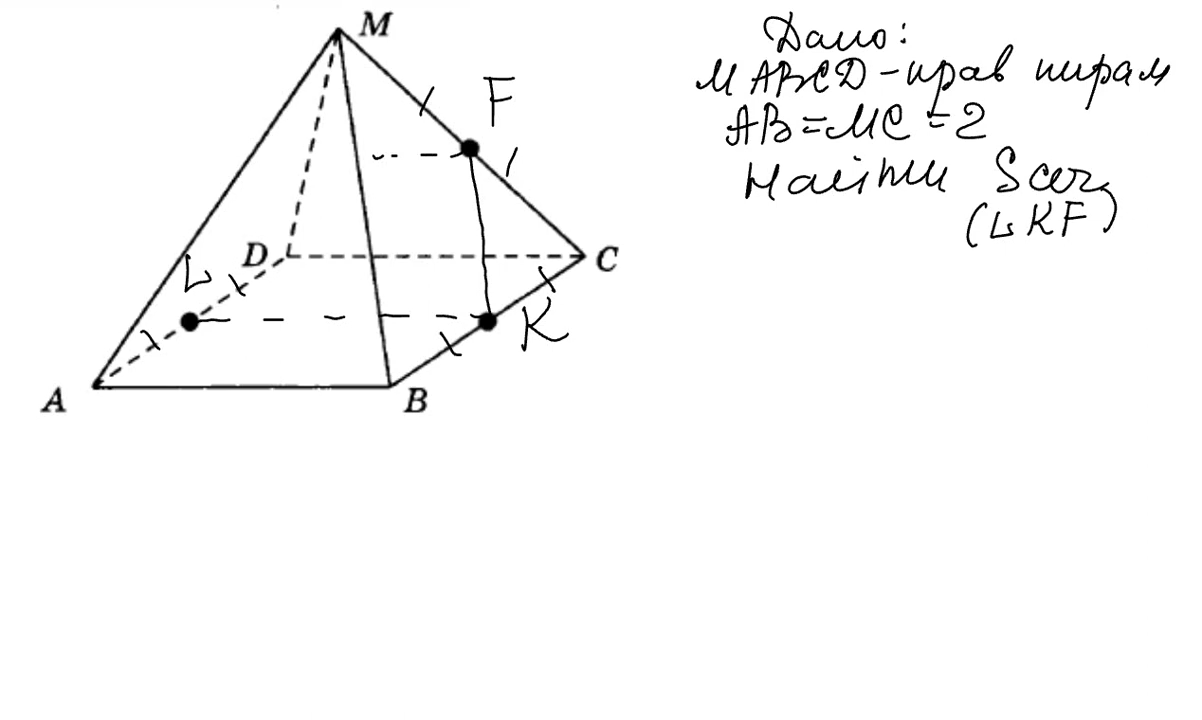 M
F
D
C
L
K
A
B
Дано:
MABCD - прав пирам
AB = MC = 2
Найти Sсеч
(LKF)